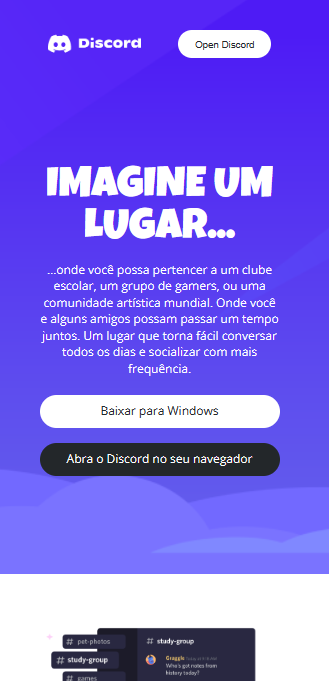 Discord
Open Discord
IMAGINE UM
LUGAR...
...onde você possa pertencer a um clube
escolar, um grupo de gamers, ou uma
comunidade artística mundial. Onde você
e alguns amigos possam passar um tempo
juntos. Um lugar que torna fácil conversar
todos os dias e socializar com mais
frequência.
Baixar para Windows
Abra o Discord no seu navegador
# pet-photos
# study-group
# study-group
Graggle
# games
Who's got notes from
history today?